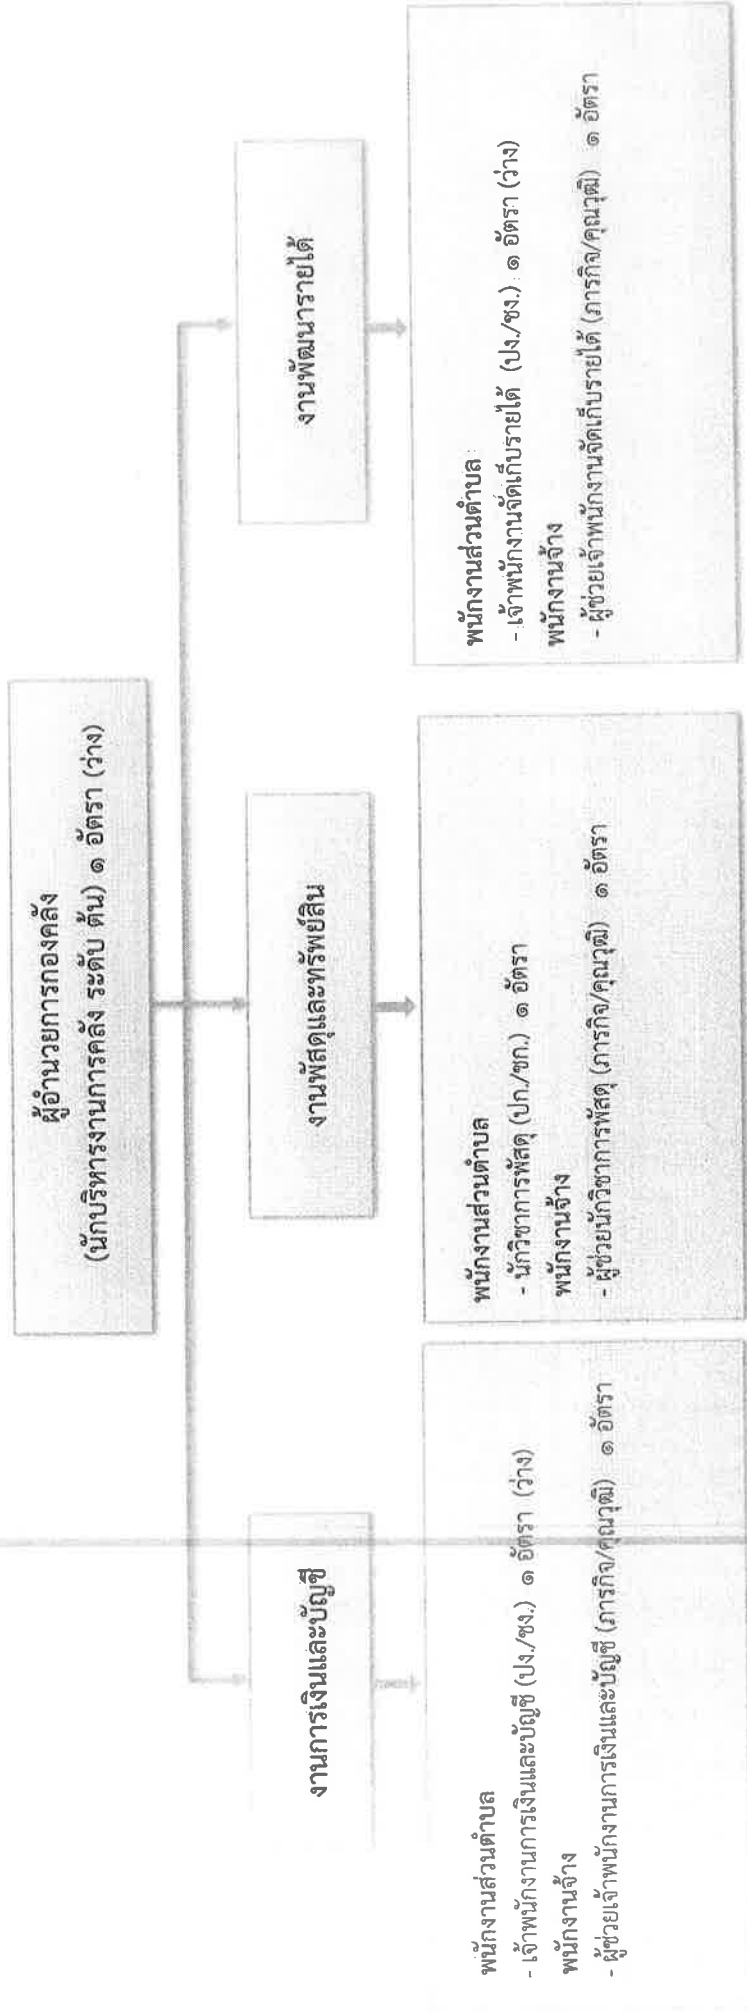 ผู้อำนวยการกองคลัง
(นักบริหารงานการคลัง ระดับ ต้น) ๑ อัตรา (ว่าง)
งานการเงินและบัญชี
งานพัสดุและทรัพย์สิน
งานพัฒนารายได้
พนักงานส่วนตำบล
- เจ้าพนักงานการเงินและบัญชี (ปง./ชง.) ๑ อัตรา (ว่าง)
พนักงานจ้าง
- ผู้ช่วยเจ้าพนักงานการเงินและบัญชี (ภารกิจ/คุณวุฒิ) ๑ อัตรา
พนักงานส่วนตำบล
- นักวิชาการพัสดุ (ปก./ชก.) ๑ อัตรา
พนักงานจ้าง
- ผู้ช่วยนักวิชาการพัสดุ (ภารกิจ/คุณวุฒิ) ๑ อัตรา
พนักงานส่วนตำบล
- เจ้าพนักงานจัดเก็บรายได้ (ปง./ชง.) ๑ อัตรา (ว่าง)
พนักงานจ้าง
- ผู้ช่วยเจ้าพนักงานจัดเก็บรายได้ (ภารกิจ/คุณวุฒิ) ๑ อัตรา